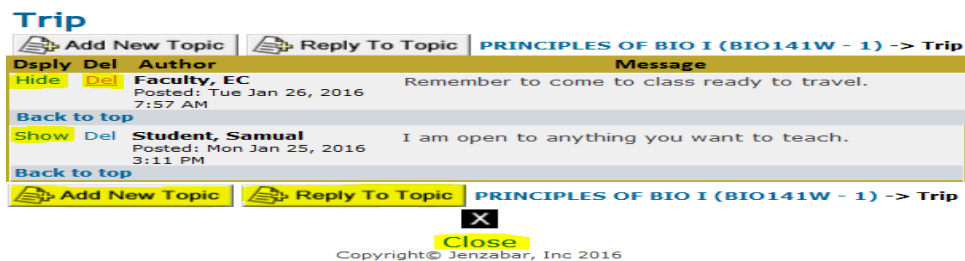 Trip
Add New Topic Reply To Topic PRINCIPLES OF BIO I (BIO141W - 1) -> Trip
Dsply Del Author Message
Hide Del Faculty, EC Remember to come to class ready to travel.
Posted: Tue Jan 26, 2016
7:57 AM
Back to top
Show Del Student, Samual I am open to anything you want to teach.
Posted: Mon Jan 25, 2016
3:11 PM
Back to top
Add New Topic Reply To Topic PRINCIPLES OF BIO I (BIO141W - 1) -> Trip
X
Close
Copyright© Jenzabar, Inc 2016